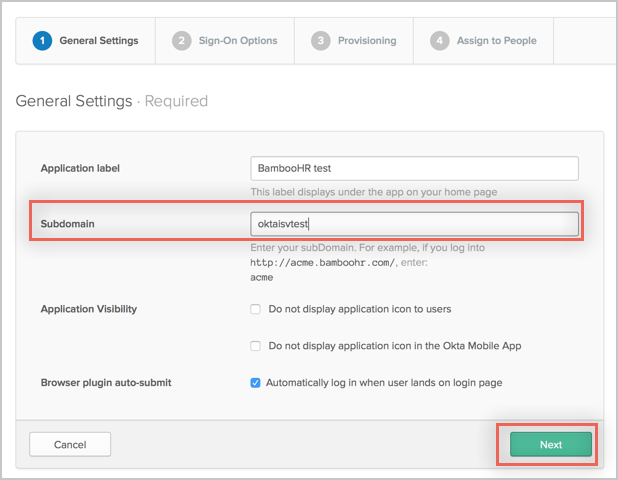 1 General Settings 2 Sign-On Options 3 Provisioning 4 Assign to People
General Settings · Required
Application label BambooHR test
This label displays under the app on your home page
Subdomain oktaisvtest
Enter your subDomain. For example, if you log into
http://acme.bamboohr.com/, enter:
acme
Application Visibility Do not display application icon to users
Do not display application icon in the Okta Mobile App
Browser plugin auto-submit Automatically log in when user lands on login page
Cancel Next